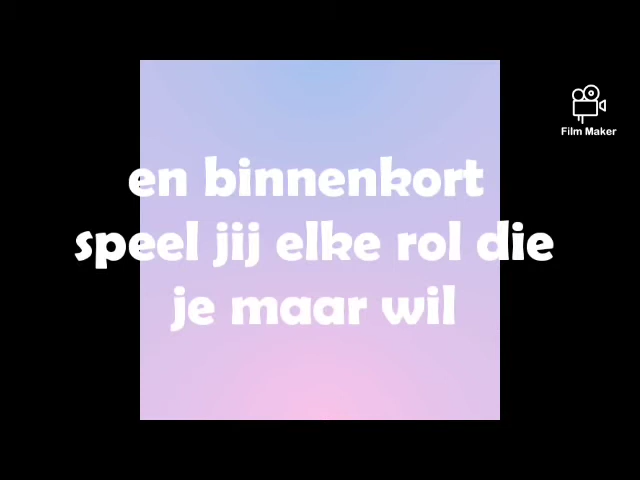 en binnenkort
speel jij elke rol die
je maar wil
Film Maker